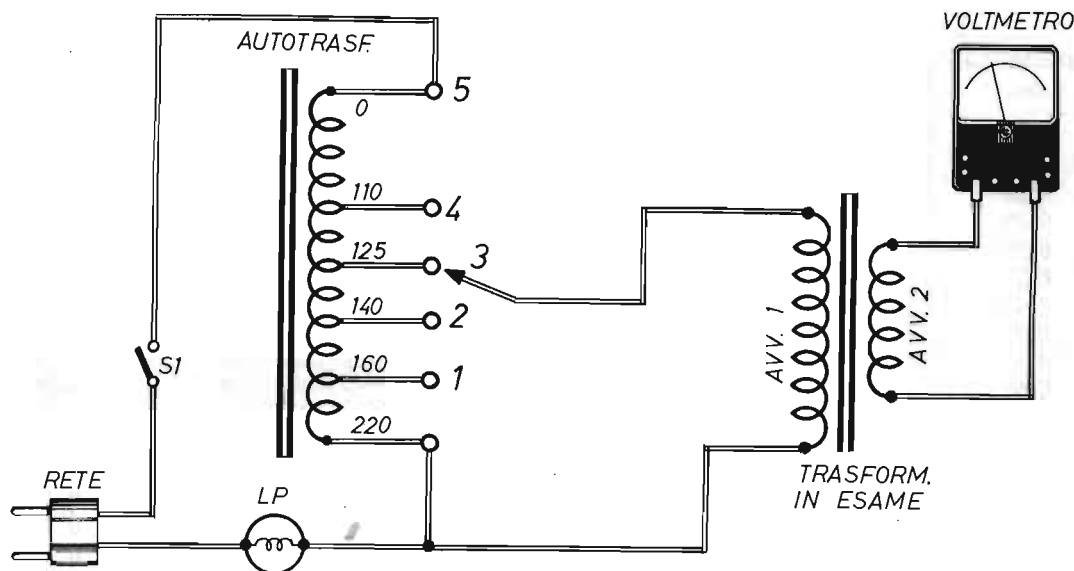 VOLTMETRO
AUTOTRASF.
5
0
110
4
125
3
140
2
160
1
220
S1
AVV. 1
AVV. 2
RETE
LP
TRASFORM.
IN ESAME